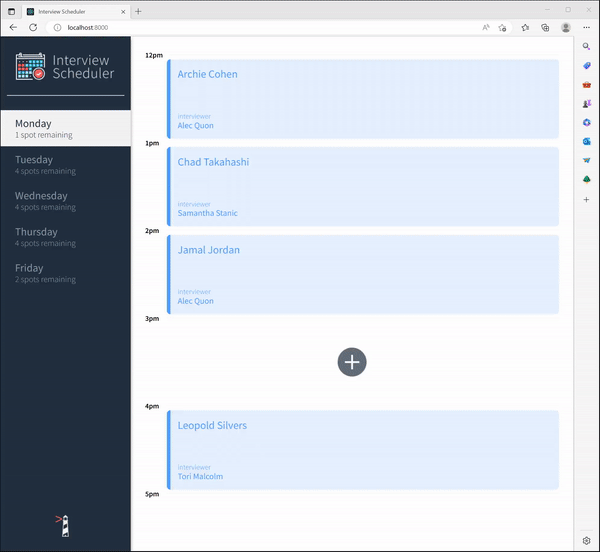 Interview Scheduler
localhost:8000
Interview
Scheduler
Monday
1 spot remaining
Tuesday
4 spots remaining
Wednesday
4 spots remaining
Thursday
4 spots remaining
Friday
2 spots remaining
12pm
Archie Cohen
interviewer
Alec Quon
1pm
Chad Takahashi
interviewer
Samantha Stanic
2pm
Jamal Jordan
interviewer
Alec Quon
3pm
4pm
Leopold Silvers
interviewer
Tori Malcolm
5pm